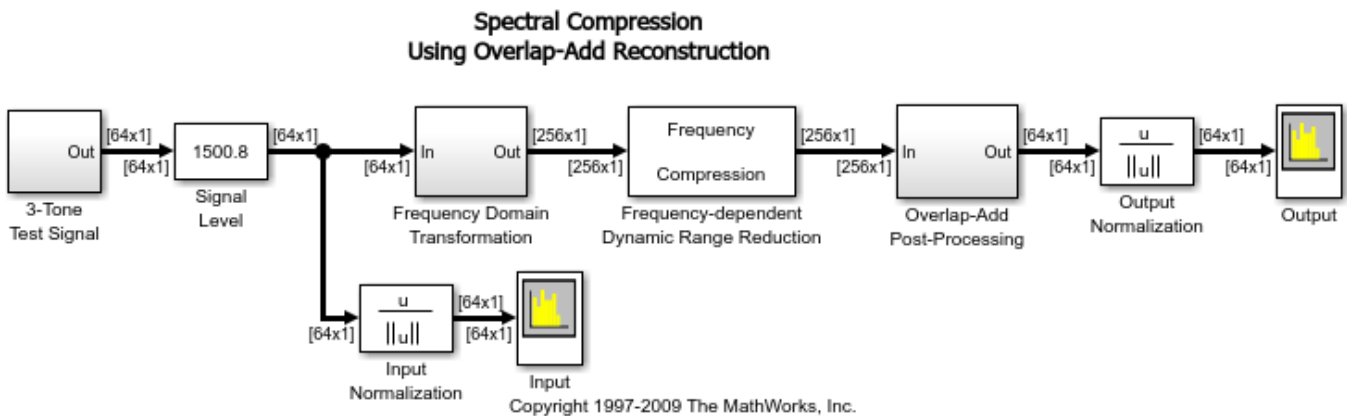 Spectral Compression
Using Overlap-Add Reconstruction
Out
[64x1]
[64x1]
1500.8
[64x1]
[64x1]
In
Out
[256x1]
[256x1]
Frequency
Compression
[256x1]
[256x1]
In
Out
[64x1]
[64x1]
u
||u||
[64x1]
[64x1]
3-Tone
Test Signal
Signal
Level
Frequency Domain
Transformation
Frequency-dependent
Dynamic Range Reduction
Overlap-Add
Post-Processing
Output
Normalization
Output
[64x1]
u
||u||
[64x1]
[64x1]
Input
Normalization
Input
Copyright 1997-2009 The MathWorks, Inc.